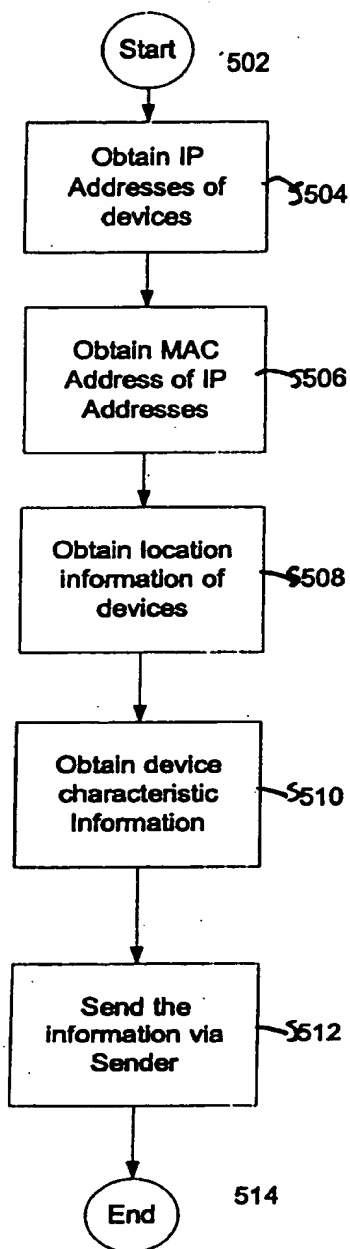 Start
502
Obtain IP
Addresses of
devices
504
Obtain MAC
Address of IP
Addresses
506
Obtain location
information of
devices
508
Obtain device
characteristic
Information
510
Send the
information via
Sender
512
End
514